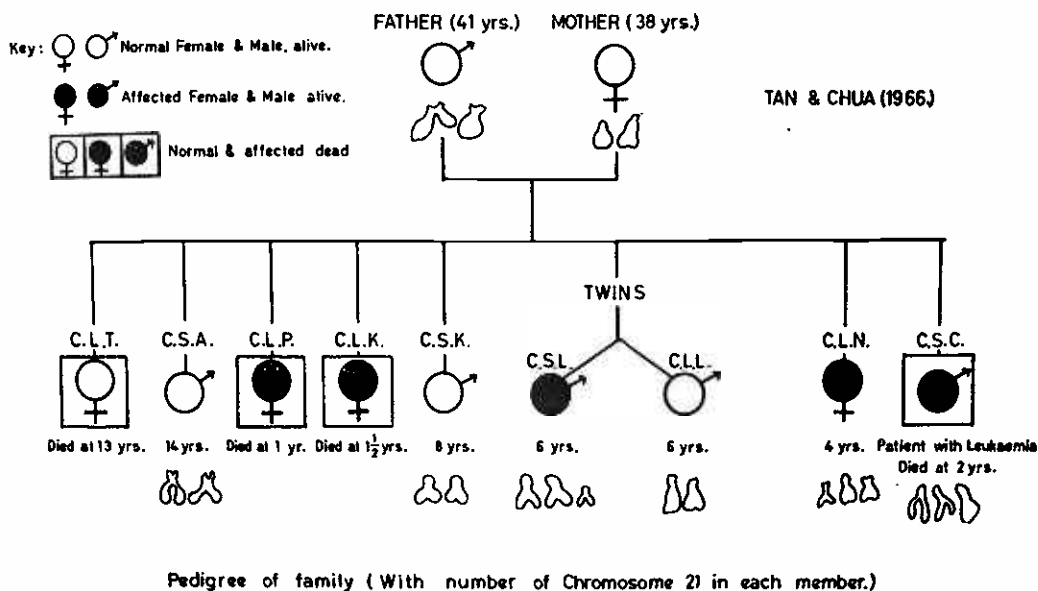 FATHER (41 yrs.) MOTHER (38 yrs.)
Key: Normal Female & Male, alive.
Affected Female & Male alive.
TAN & CHUA (1966.)
Normal & affected dead
TWINS
C.L.T. C.S.A. C.L.P. C.L.K. C.S.K. C.S.L. C.L.L. C.L.N. C.S.C.
Died at 13 yrs. 14 yrs. Died at 1 yr. Died at 1 1/2 yrs. 8 yrs. 6 yrs. 6 yrs. 4 yrs. Patient with Leukaemia
Died at 2 yrs.
Pedigree of family ( With number of Chromosome 21 in each member.)